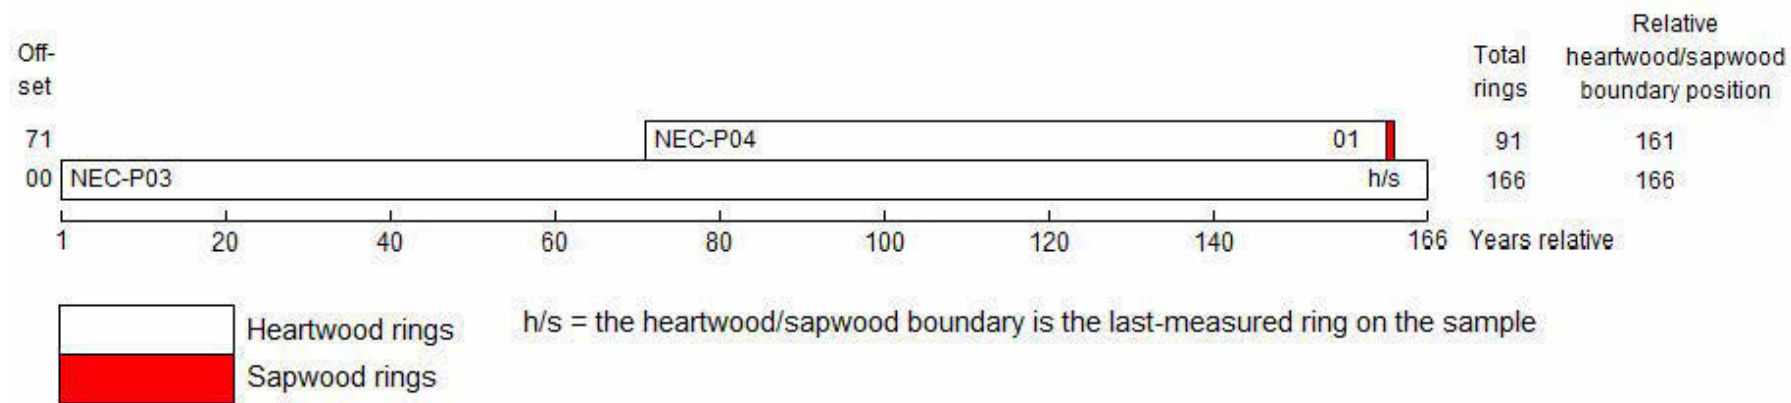 Off-
set
Total
rings
Relative
heartwood/sapwood
boundary position
71 NEC-P04 01 91 161
00 NEC-P03 h/s 166 166
1 20 40 60 80 100 120 140 166 Years relative
Heartwood rings
h/s = the heartwood/sapwood boundary is the last-measured ring on the sample
Sapwood rings